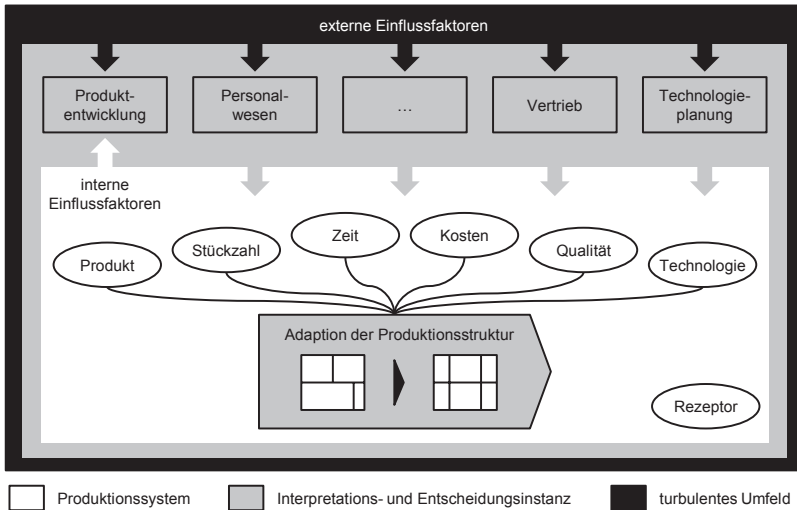 externe Einflussfaktoren
Produkt-
entwicklung
Personal-
wesen
...
Vertrieb
Technologie-
planung
interne
Einflussfaktoren
Produkt
Stückzahl
Zeit
Kosten
Qualität
Technologie
Adaption der Produktionsstruktur
Rezeptor
Produktionssystem
Interpretations- und Entscheidungsinstanz
turbulentes Umfeld